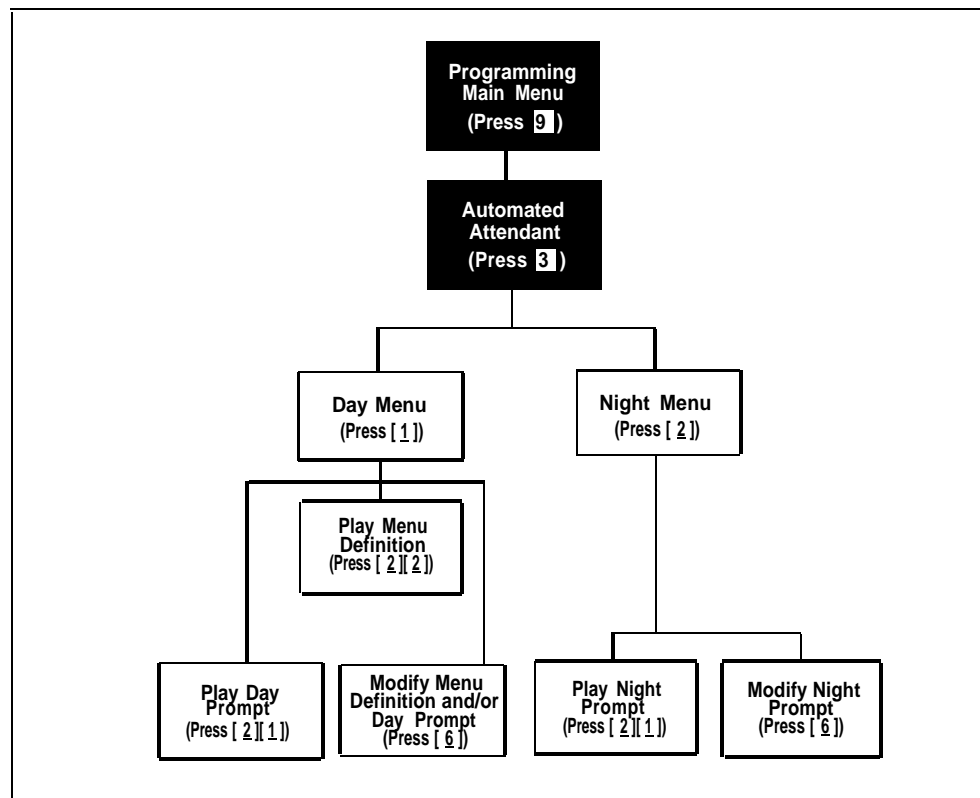 Programming
Main Menu
(Press 9 )
Automated
Attendant
(Press 3 )
Day Menu
(Press [ 1 ])
Night Menu
(Press [ 2 ])
Play Menu
Definition
(Press [ 2 ][ 2 ])
Play Day
Prompt
(Press [ 2 ][ 1 ])
Modify Menu
Definition and/or
Day Prompt
(Press [ 6 ])
Play Night
Prompt
(Press [ 2 ][ 1 ])
Modify Night
Prompt
(Press [ 6 ])